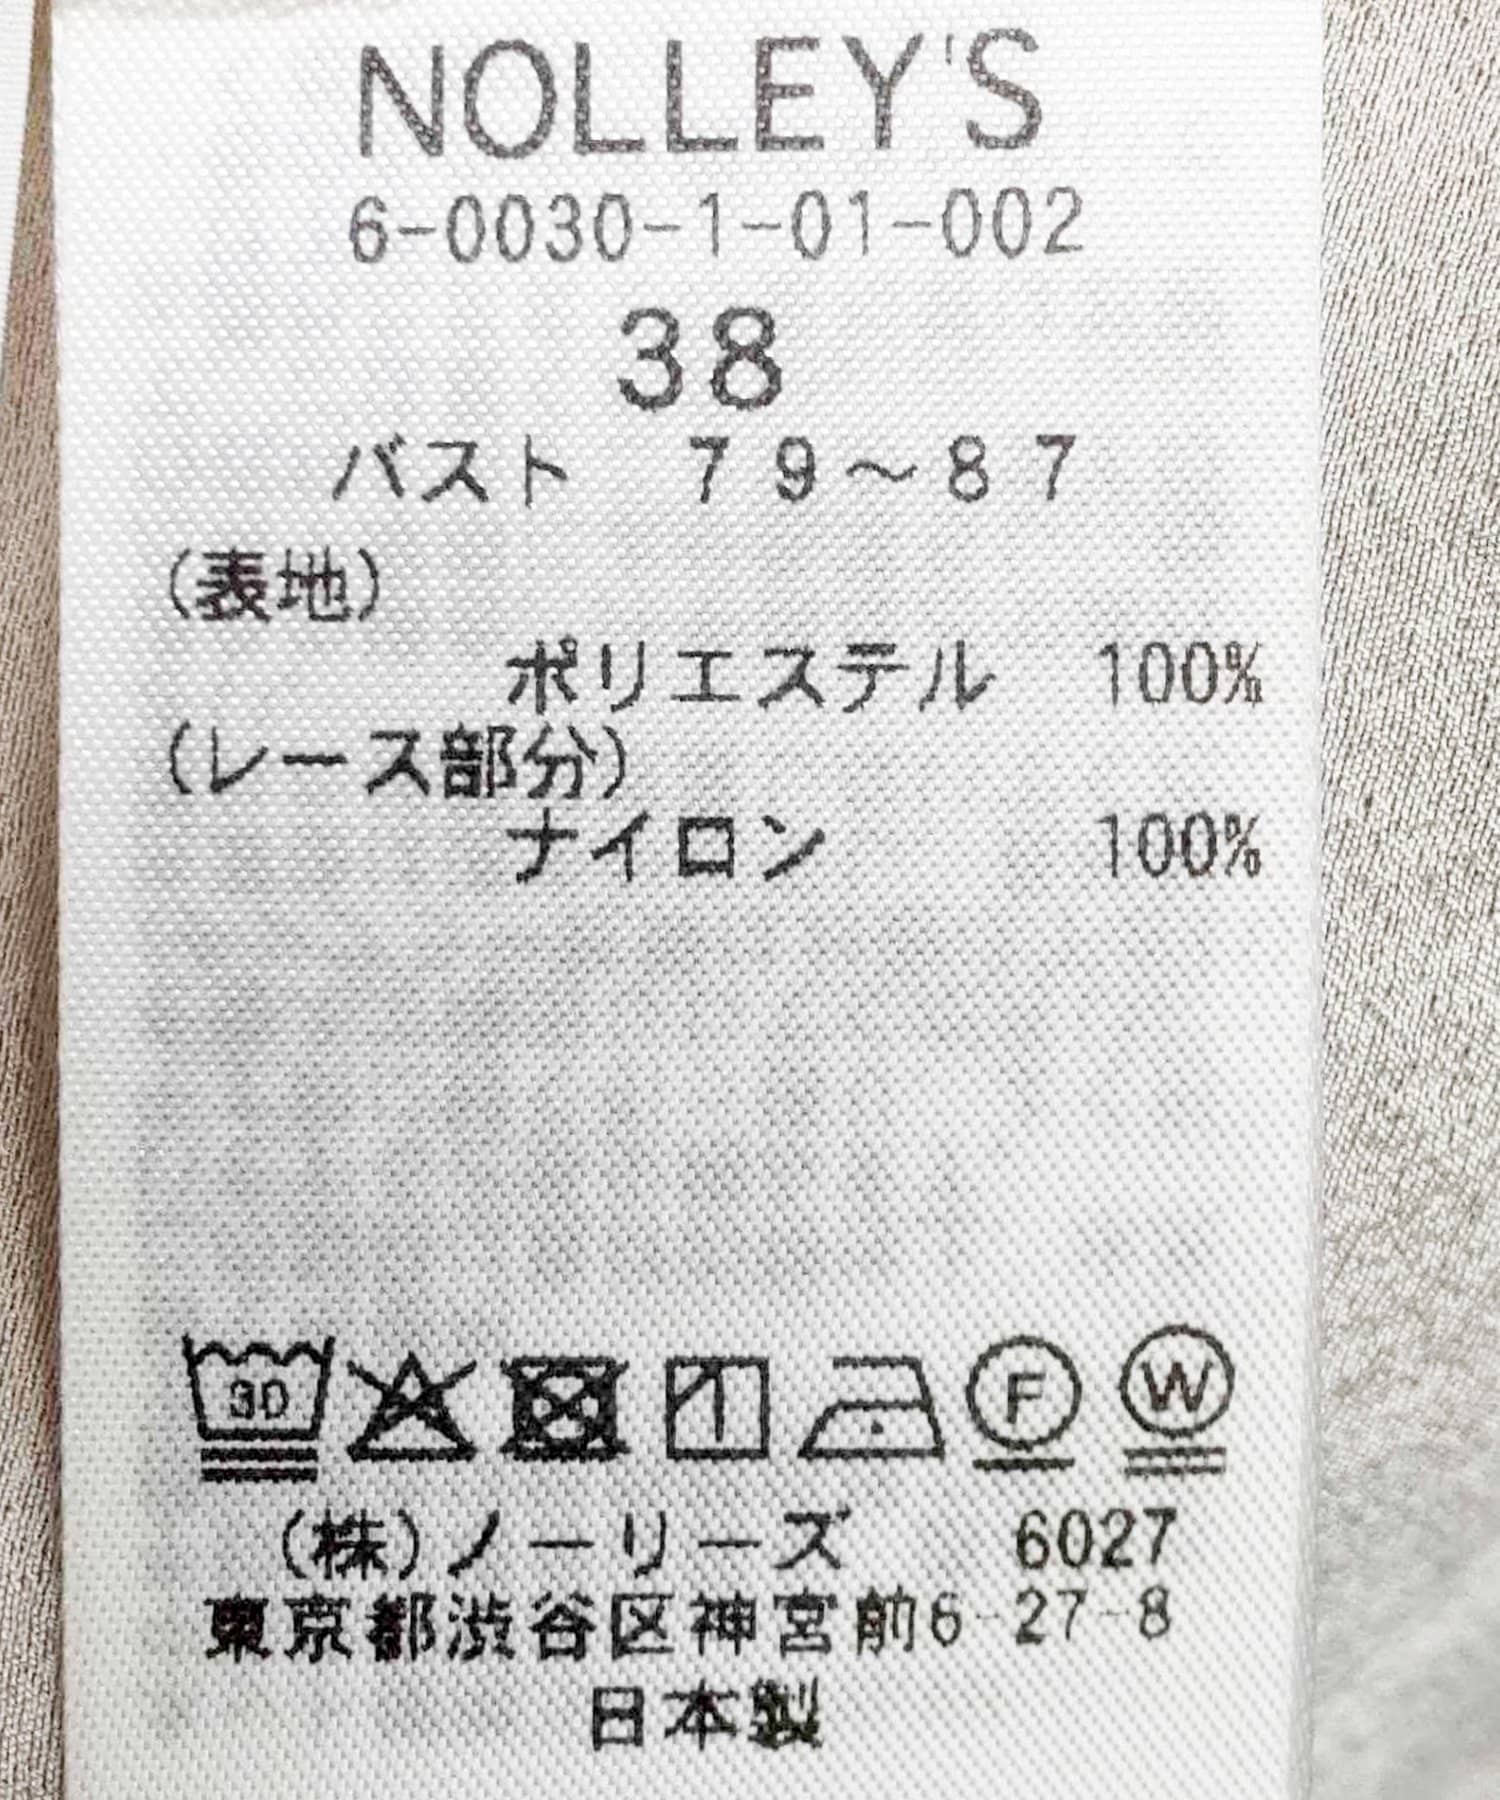 NOLLEY'S
6-0030-1-01-002
38
バスト　７９～８７
(表地)
ポリエステル　100%
(レース部分)
ナイロン　100%
30
F
W
(株)ノーリーズ　6027
東京都渋谷区神宮前6-27-8
日本製